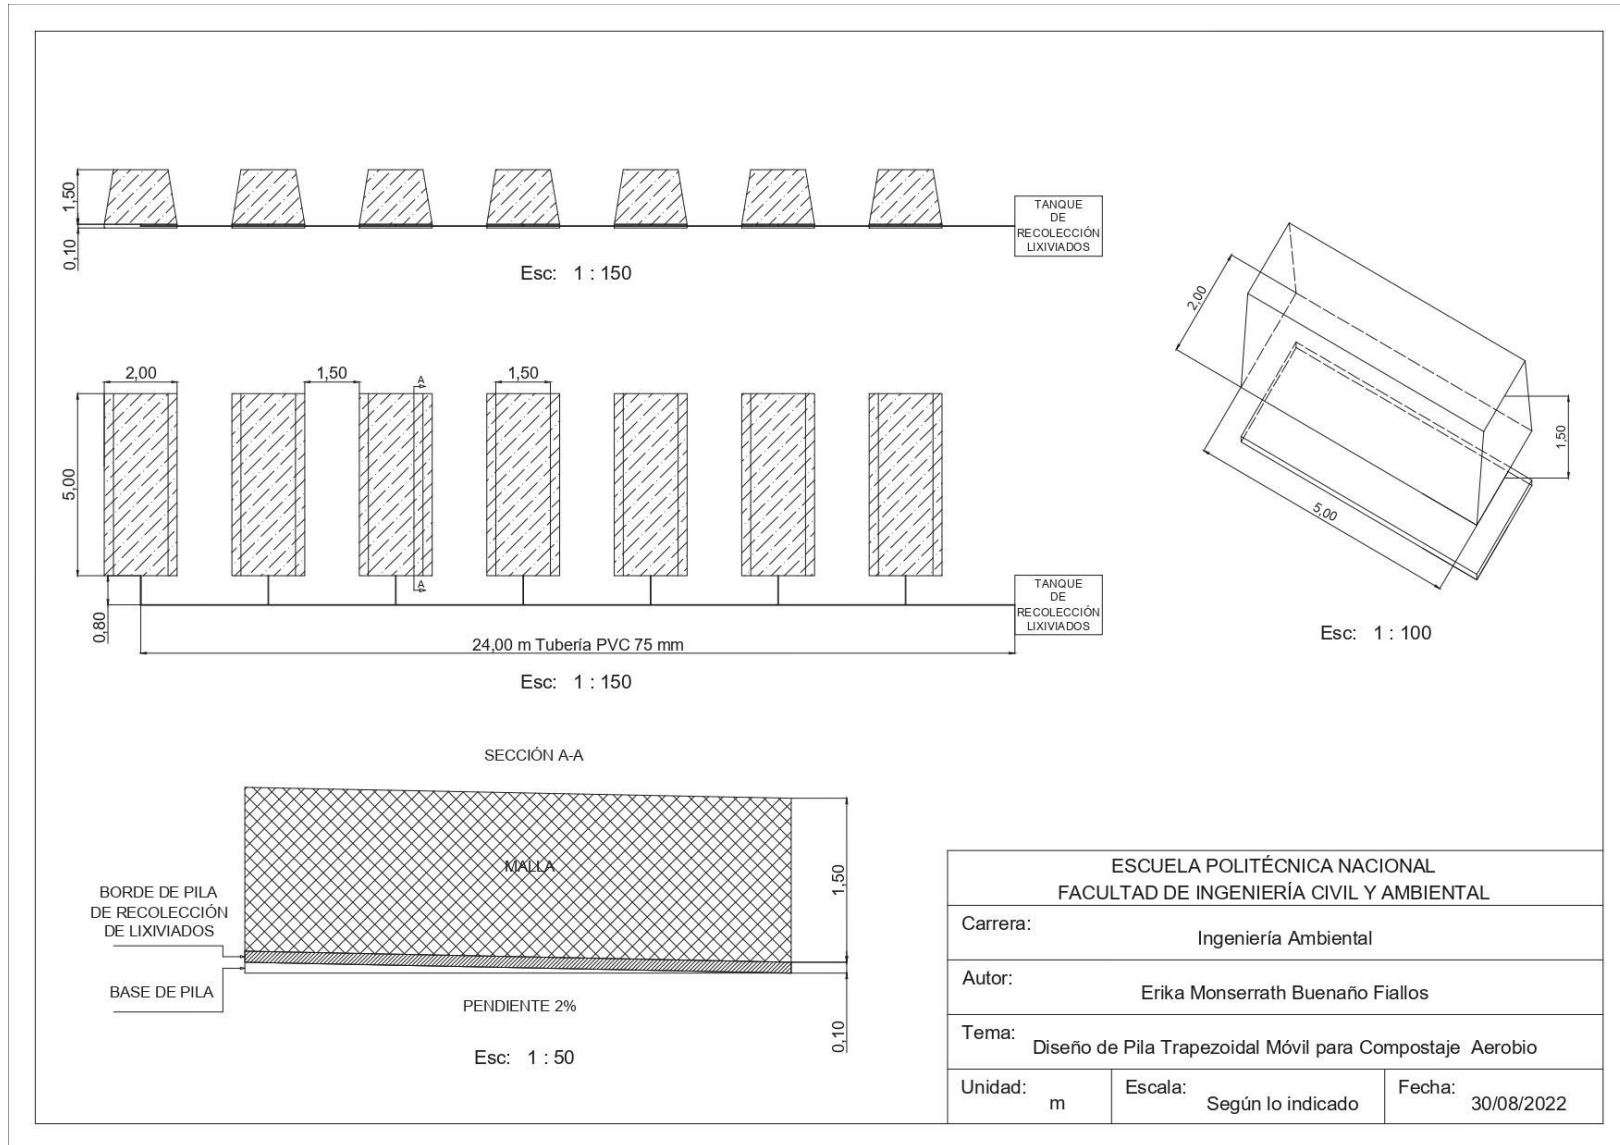 1,50
0,10
TANQUE
DE
RECOLECCIÓN
LIXIVIADOS
Esc: 1 : 150
2,00
1,50
5,00
Esc: 1 : 100
2,00
1,50
A
1,50
5,00
A
0,80
TANQUE
DE
RECOLECCIÓN
LIXIVIADOS
24,00 m Tubería PVC 75 mm
Esc: 1 : 150
SECCIÓN A-A
MALLA
1,50
BORDE DE PILA
DE RECOLECCIÓN
DE LIXIVIADOS
BASE DE PILA
PENDIENTE 2%
0,10
Esc: 1 : 50
ESCUELA POLITÉCNICA NACIONAL
FACULTAD DE INGENIERÍA CIVIL Y AMBIENTAL
Carrera:
Ingeniería Ambiental
Autor:
Erika Monserrath Buenaño Fiallos
Tema:
Diseño de Pila Trapezoidal Móvil para Compostaje Aerobio
Unidad:
m
Escala:
Según lo indicado
Fecha:
30/08/2022